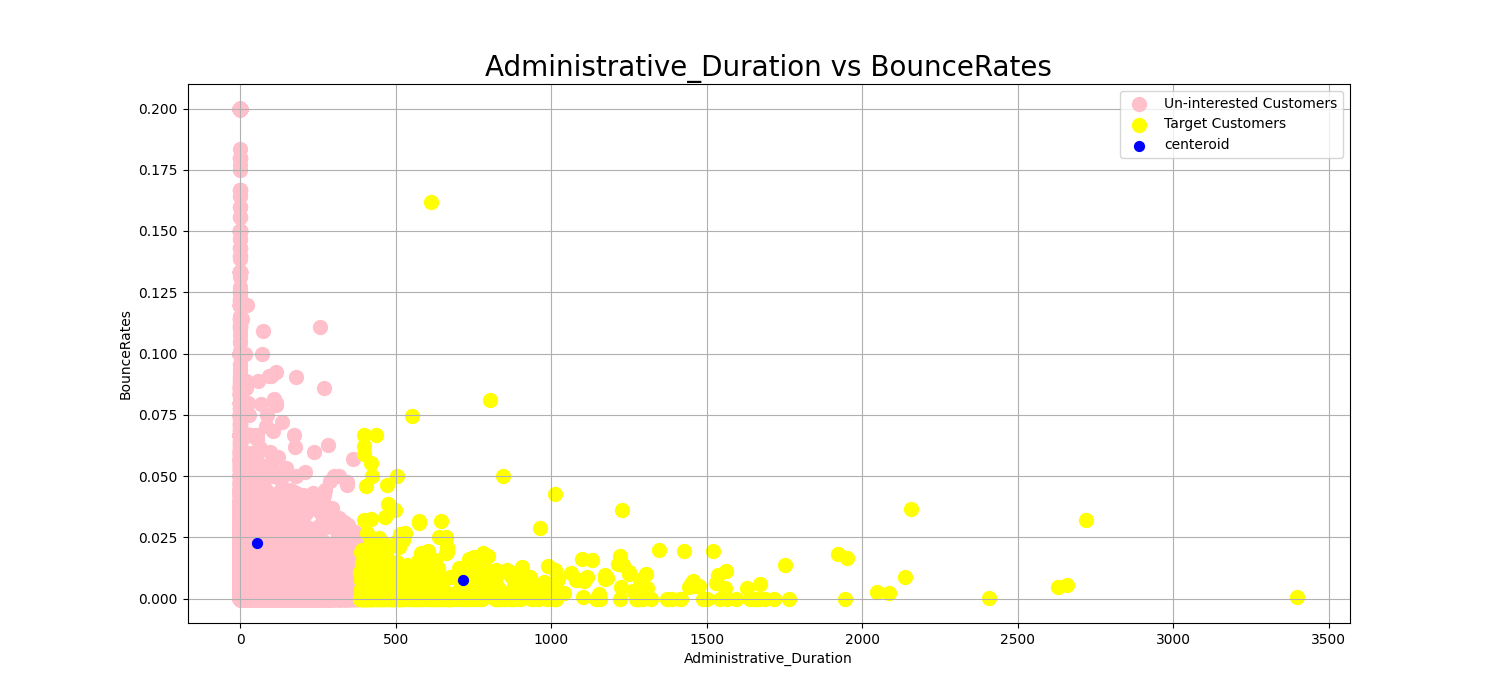 Administrative_Duration vs BounceRates
Un-interested Customers
Target Customers
centeroid
BounceRates
0.200
0.175
0.150
0.125
0.100
0.075
0.050
0.025
0.000
0
500
1000
1500
2000
2500
3000
3500
Administrative_Duration